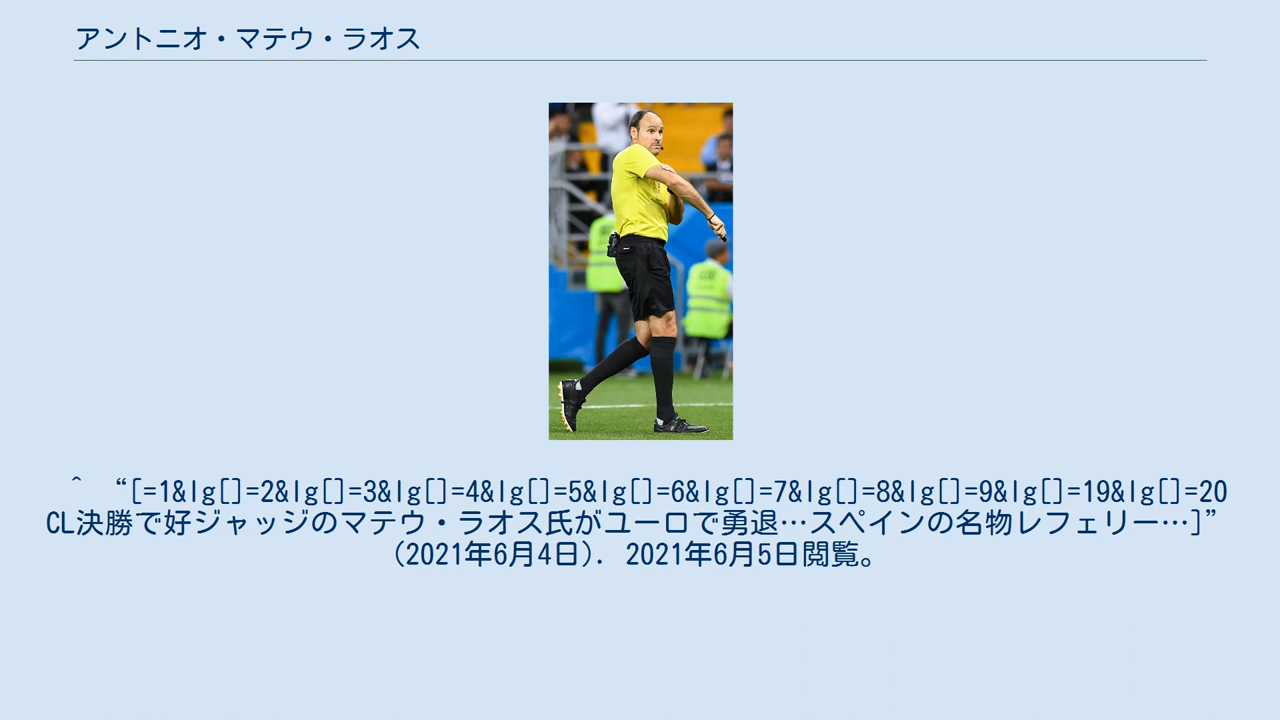 アントニオ・マテウ・ラオス
^ “[=1&lg[]=2&lg[]=3&lg[]=4&lg[]=5&lg[]=6&lg[]=7&lg[]=8&lg[]=9&lg[]=19&lg[]=20
CL決勝で好ジャッジのマテウ・ラオス氏がユーロで勇退…スペインの名物レフェリー…]”
(2021年6月4日). 2021年6月5日閲覧。